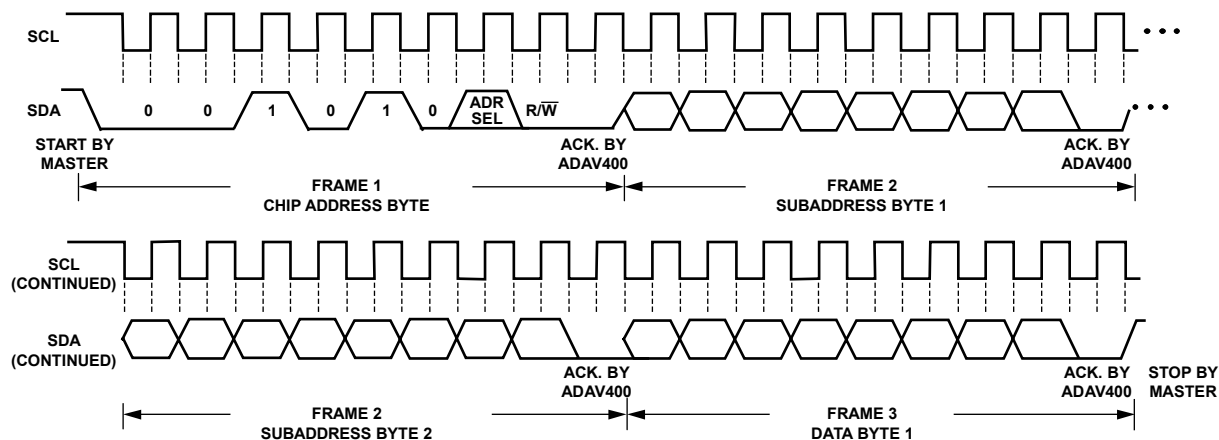 SCL
SDA
0 0 1 0 1 0 ADR SEL R/W̅
START BY MASTER
ACK. BY ADAV400
ACK. BY ADAV400
FRAME 1
CHIP ADDRESS BYTE
FRAME 2
SUBADDRESS BYTE 1
SCL
(CONTINUED)
SDA
(CONTINUED)
ACK. BY ADAV400
ACK. BY ADAV400
STOP BY MASTER
FRAME 2
SUBADDRESS BYTE 2
FRAME 3
DATA BYTE 1